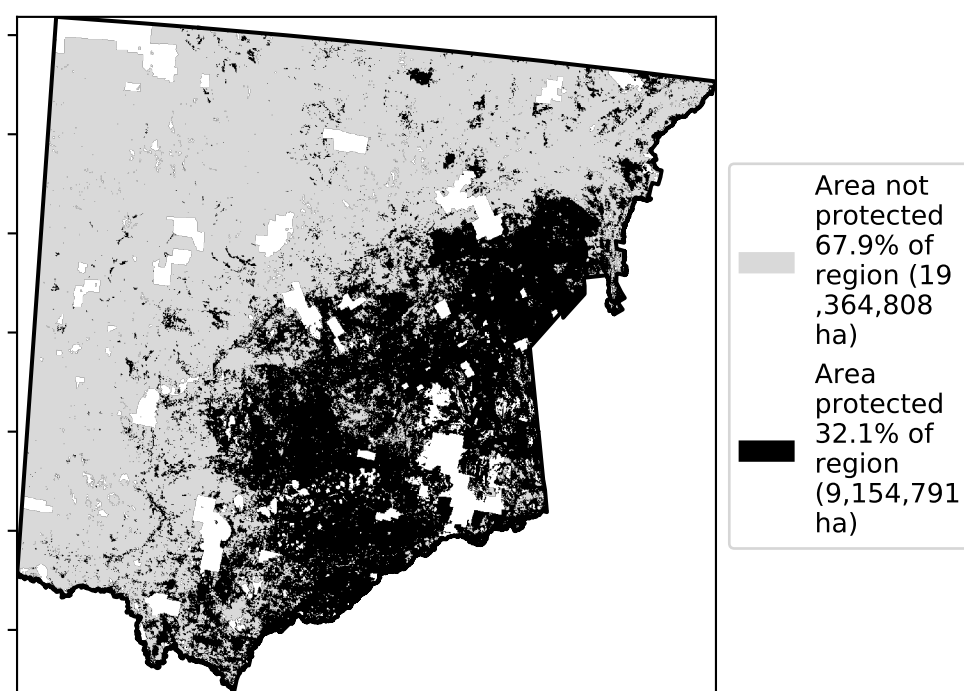 Area not
protected
67.9% of
region (19
,364,808
ha)
Area
protected
32.1% of
region
(9,154,791
ha)